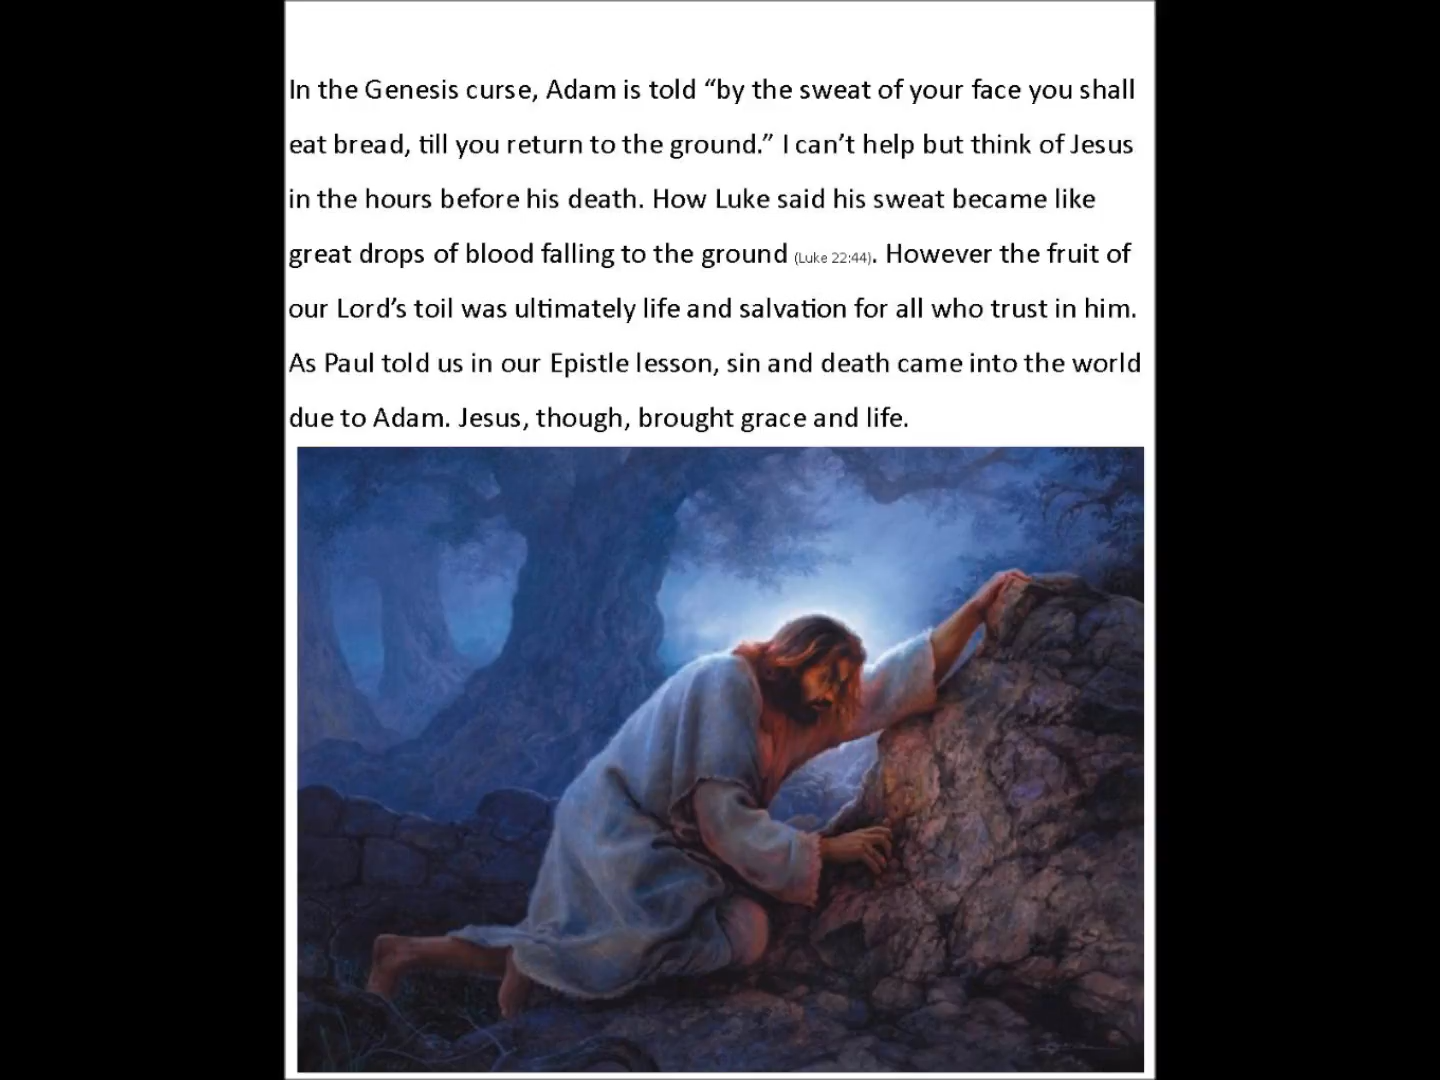 In the Genesis curse, Adam is told “by the sweat of your face you shall
eat bread, till you return to the ground.” I can’t help but think of Jesus
in the hours before his death. How Luke said his sweat became like
great drops of blood falling to the ground (Luke 22:44). However the fruit of
our Lord’s toil was ultimately life and salvation for all who trust in him.
As Paul told us in our Epistle lesson, sin and death came into the world
due to Adam. Jesus, though, brought grace and life.